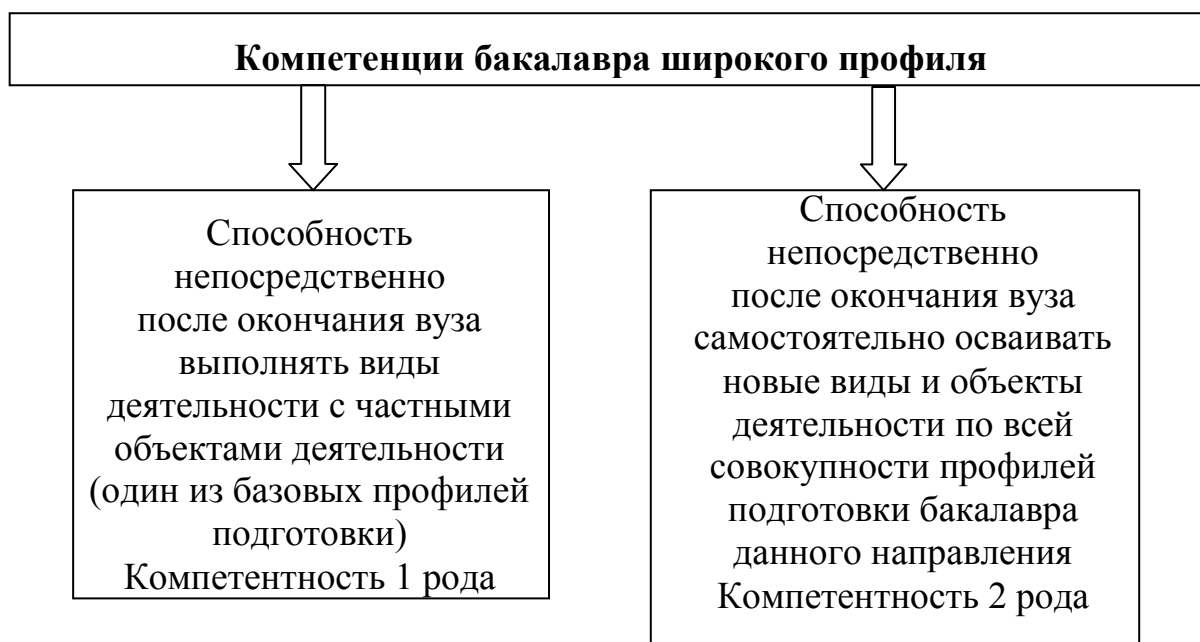 Компетенции бакалавра широкого профиля
Способность
непосредственно
после окончания вуза
выполнять виды
деятельности с частными
объектами деятельности
(один из базовых профилей
подготовки)
Компетентность 1 рода
Способность
непосредственно
после окончания вуза
самостоятельно осваивать
новые виды и объекты
деятельности по всей
совокупности профилей
подготовки бакалавра
данного направления
Компетентность 2 рода